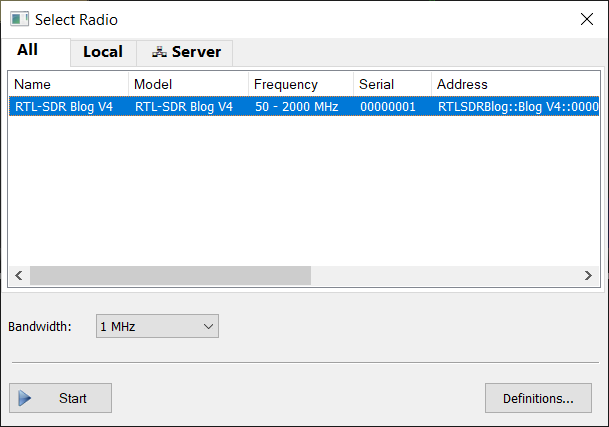 Select Radio
All Local Server
Name Model Frequency Serial Address
RTL-SDR Blog V4 RTL-SDR Blog V4 50 - 2000 MHz 00000001 RTLSDRBlog::Blog V4::0000
Bandwidth: 1 MHz
Start Definitions...